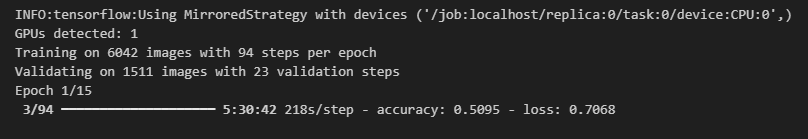 INFO:tensorflow:Using MirroredStrategy with devices ('/job:localhost/replica:0/task:0/device:CPU:0',)
GPUs detected: 1
Training on 6042 images with 94 steps per epoch
Validating on 1511 images with 23 validation steps
Epoch 1/15
3/94 ━━━━━━━━━━━━━━━━━━━━ 5:30:42 218s/step - accuracy: 0.5095 - loss: 0.7068